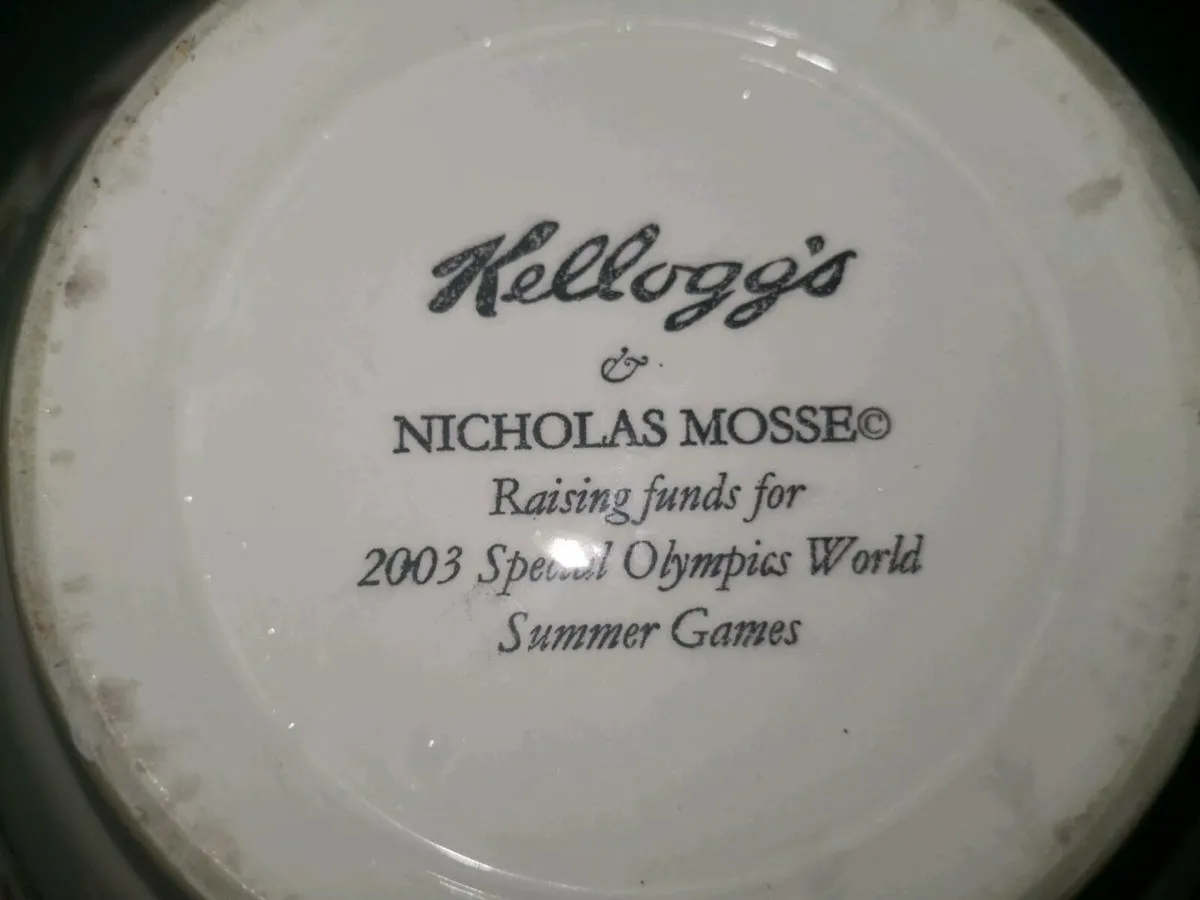 Kellogg's
&
NICHOLAS MOSSE©
Raising funds for
2003 Special Olympics World
Summer Games